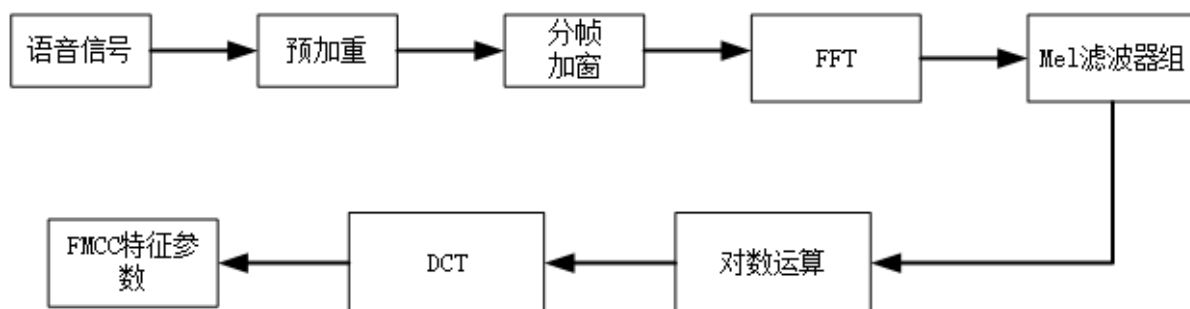 语音信号
预加重
分帧
加窗
FFT
Mel滤波器组
对数运算
DCT
FMCC特征参
数